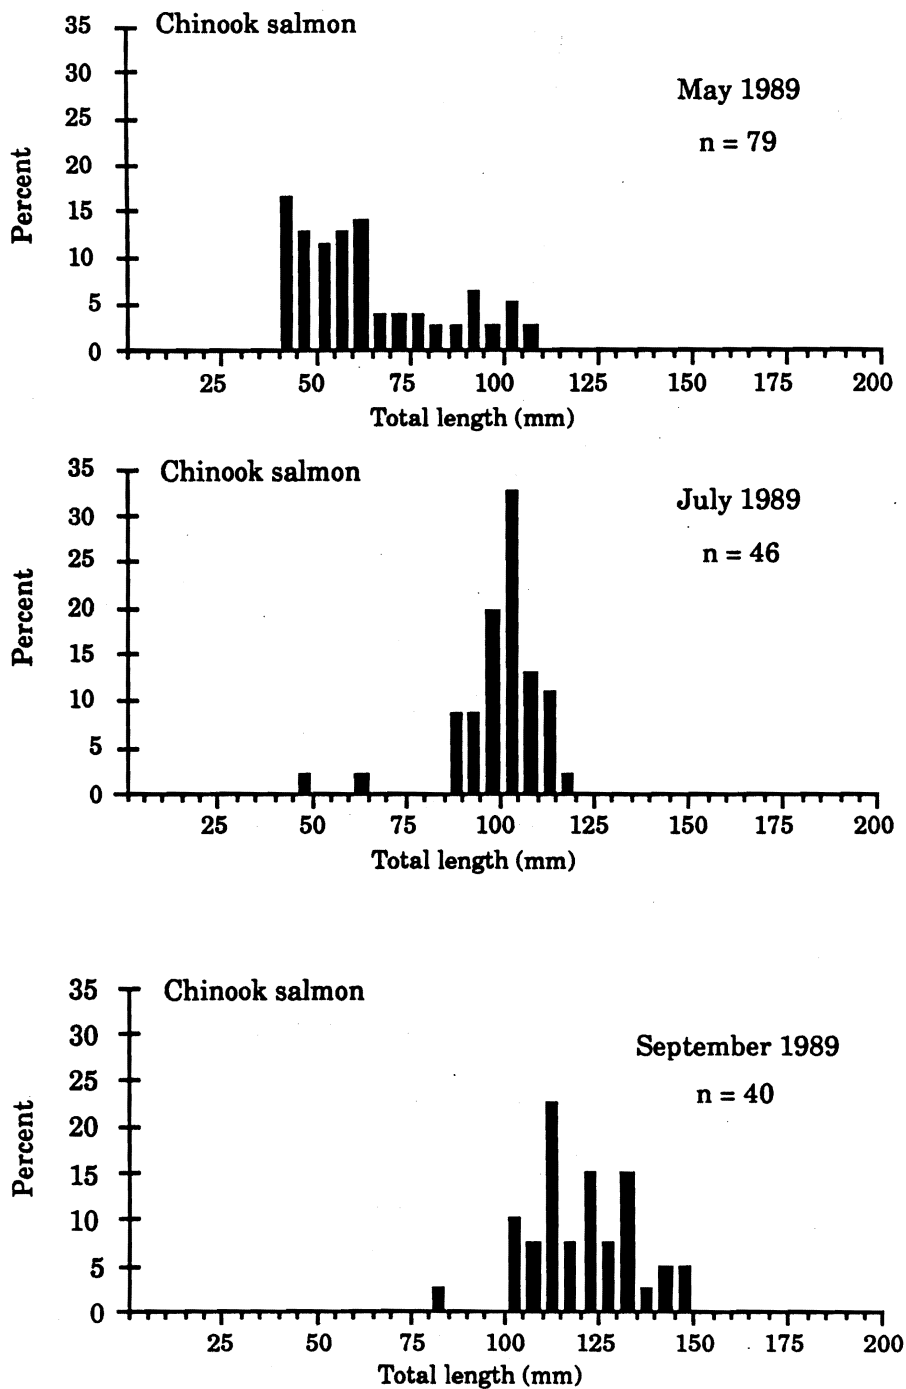 Chinook salmon
May 1989
n = 79
Percent
35
30
25
20
15
10
5
0
25 50 75 100 125 150 175 200
Total length (mm)
Chinook salmon
July 1989
n = 46
Percent
35
30
25
20
15
10
5
0
25 50 75 100 125 150 175 200
Total length (mm)
Chinook salmon
September 1989
n = 40
Percent
35
30
25
20
15
10
5
0
25 50 75 100 125 150 175 200
Total length (mm)